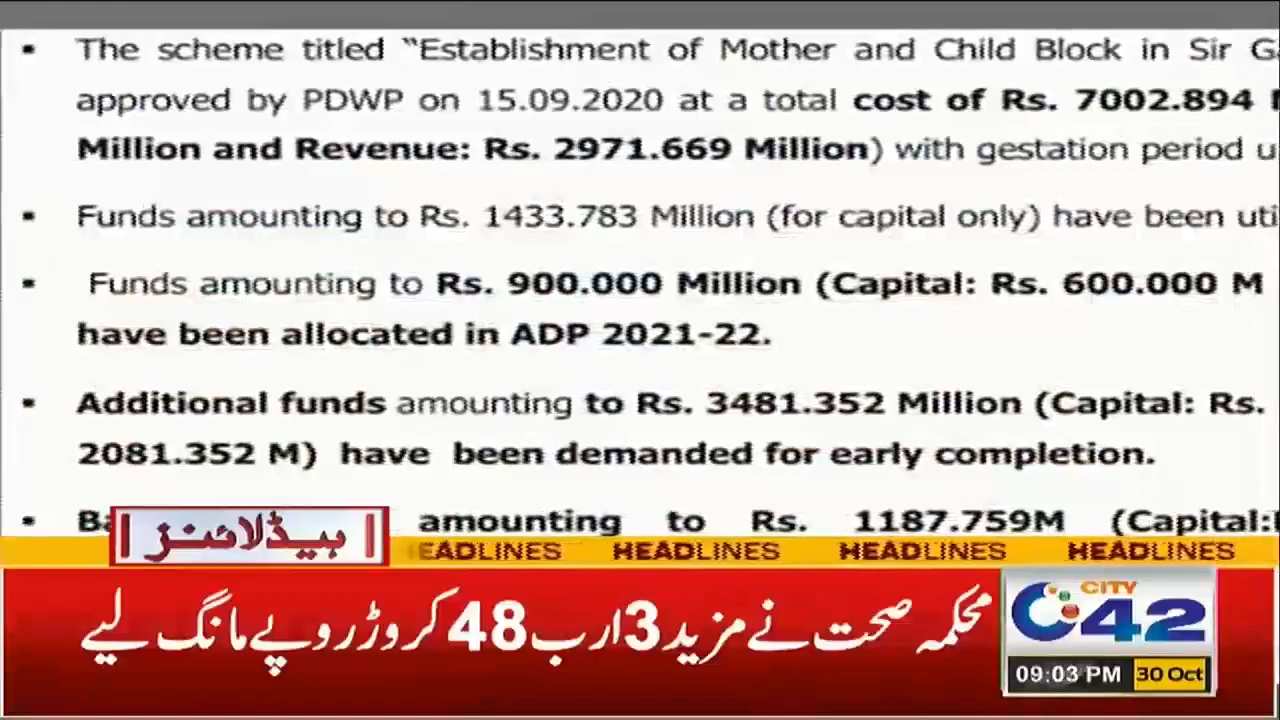 ▪ The scheme titled “Establishment of Mother and Child Block in Sir
approved by PDWP on 15.09.2020 at a total cost of Rs. 7002.894
Million and Revenue: Rs. 2971.669 Million) with gestation period
▪ Funds amounting to Rs. 1433.783 Million (for capital only) have been
▪ Funds amounting to Rs. 900.000 Million (Capital: Rs. 600.000 M
have been allocated in ADP 2021-22.
▪ Additional funds amounting to Rs. 3481.352 Million (Capital: Rs.
2081.352 M) have been demanded for early completion.
▪ amounting to Rs. 1187.759M (Capital:
ہیڈلائنز
EADLINES HEADLINES HEADLINES HEADLINES
محکمہ صحت نے مزید 3 ارب 48 کروڑ روپے مانگ لیے
CITY
42
09:03 PM 30 Oct